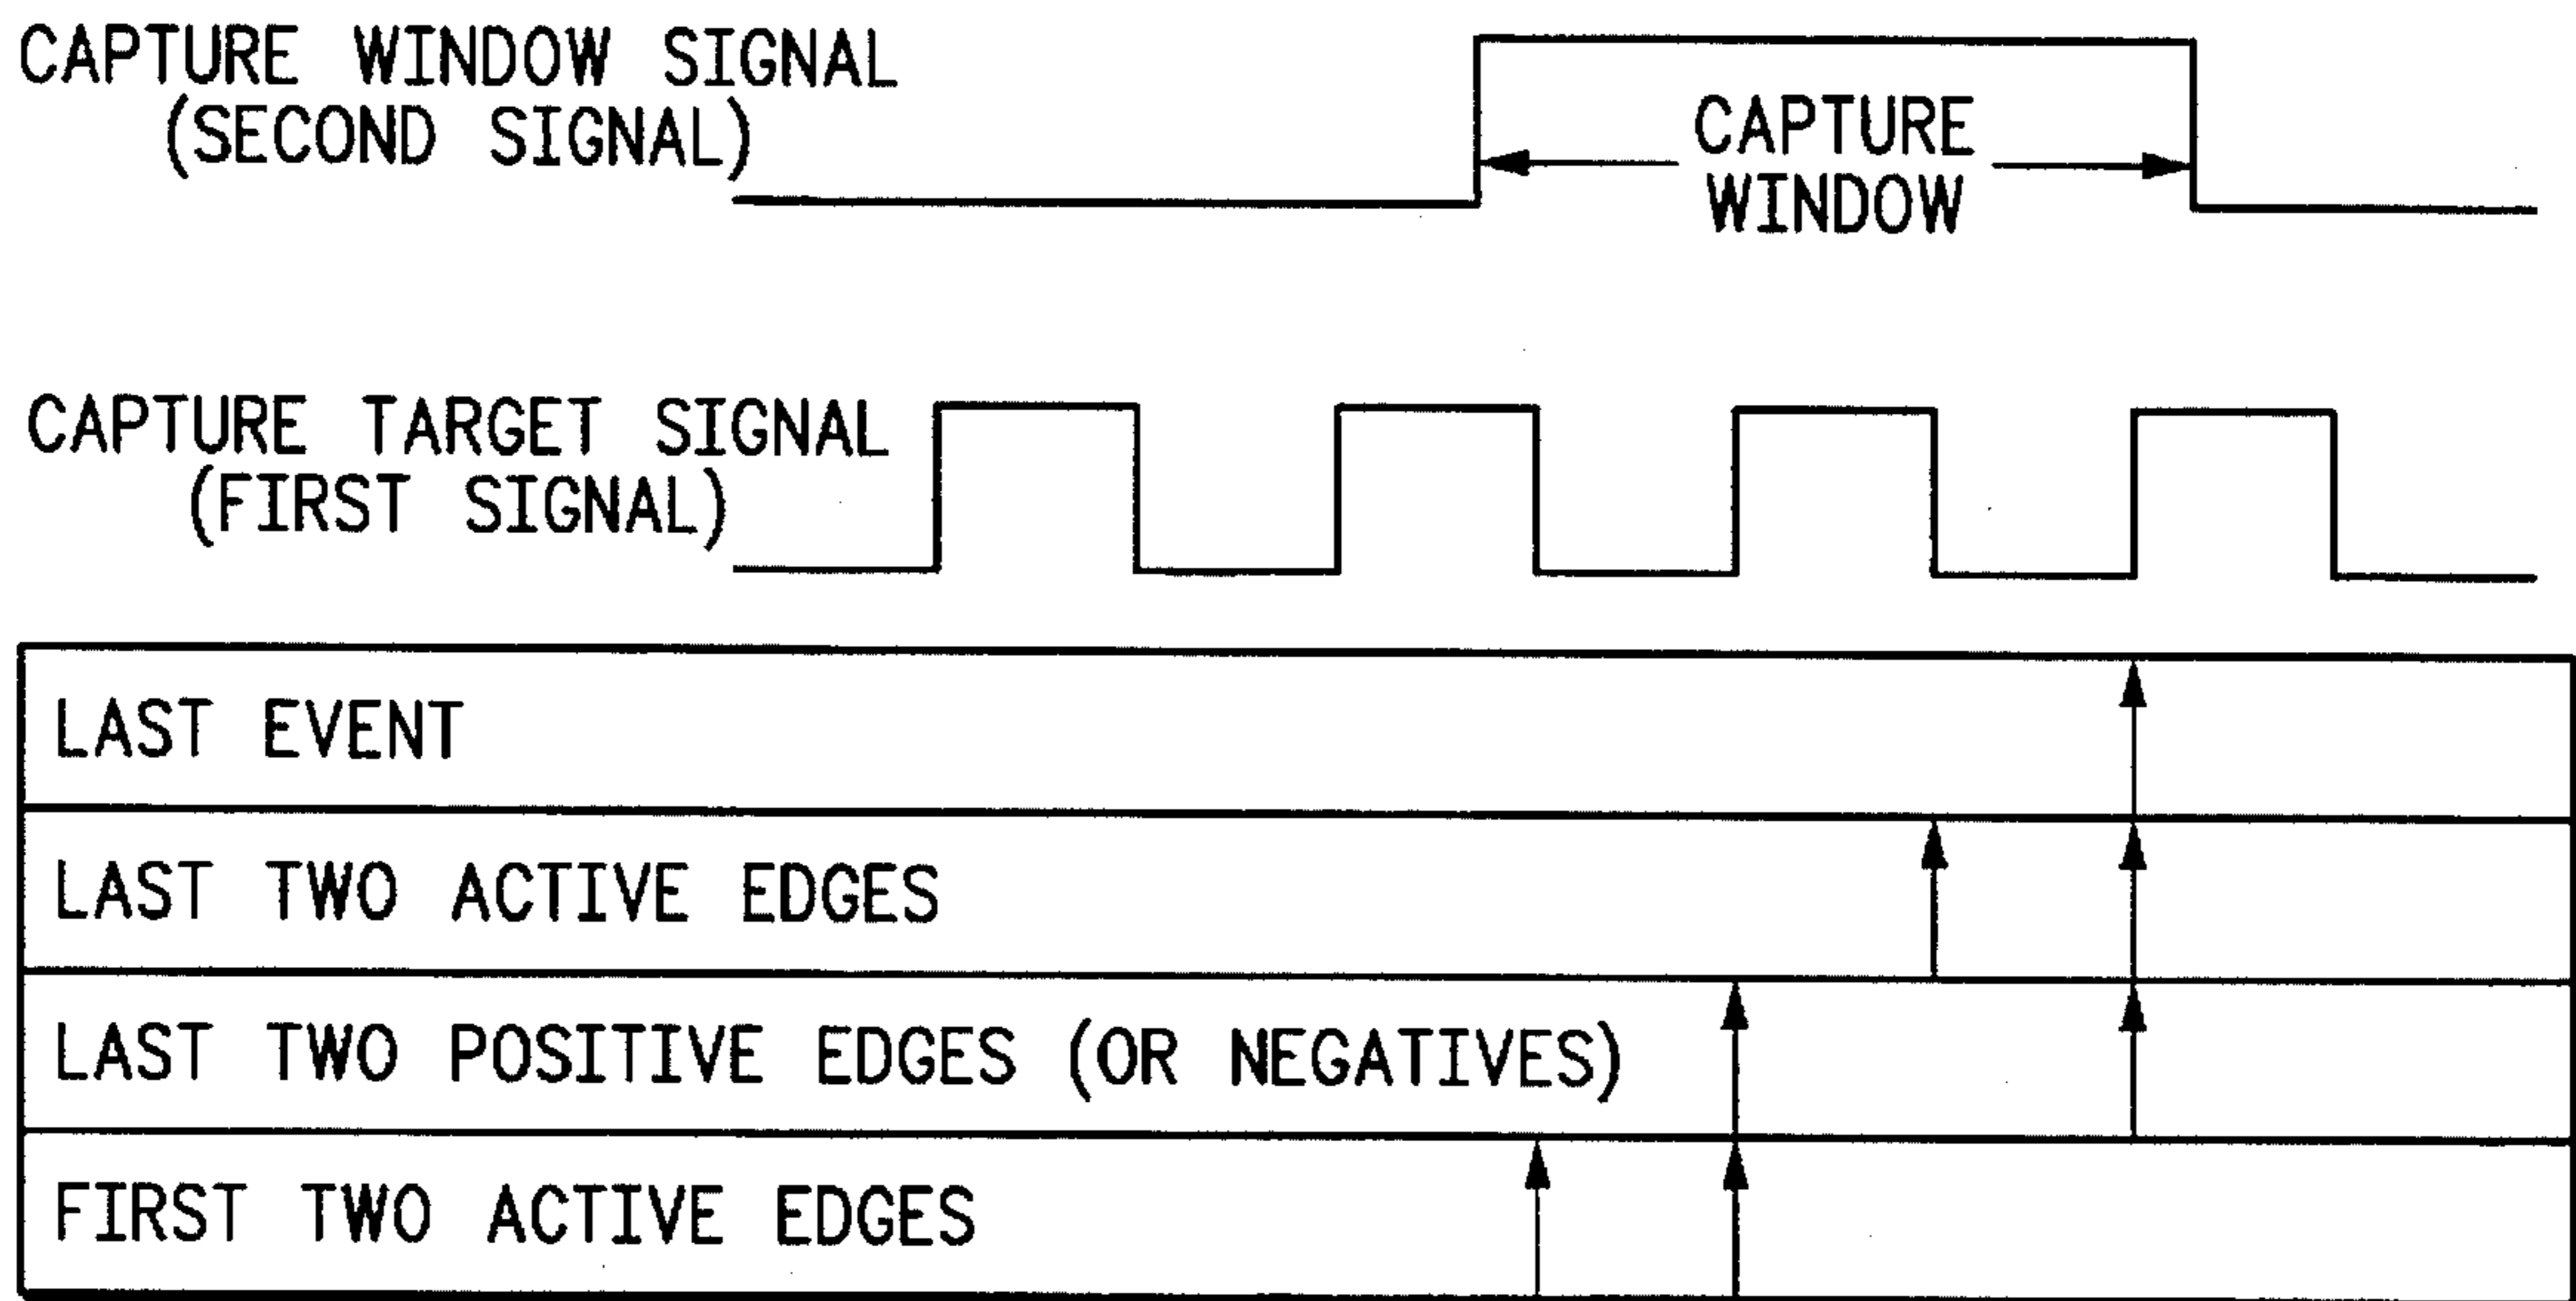 CAPTURE WINDOW SIGNAL
(SECOND SIGNAL)
CAPTURE
WINDOW
CAPTURE TARGET SIGNAL
(FIRST SIGNAL)
LAST EVENT
LAST TWO ACTIVE EDGES
LAST TWO POSITIVE EDGES (OR NEGATIVES)
FIRST TWO ACTIVE EDGES